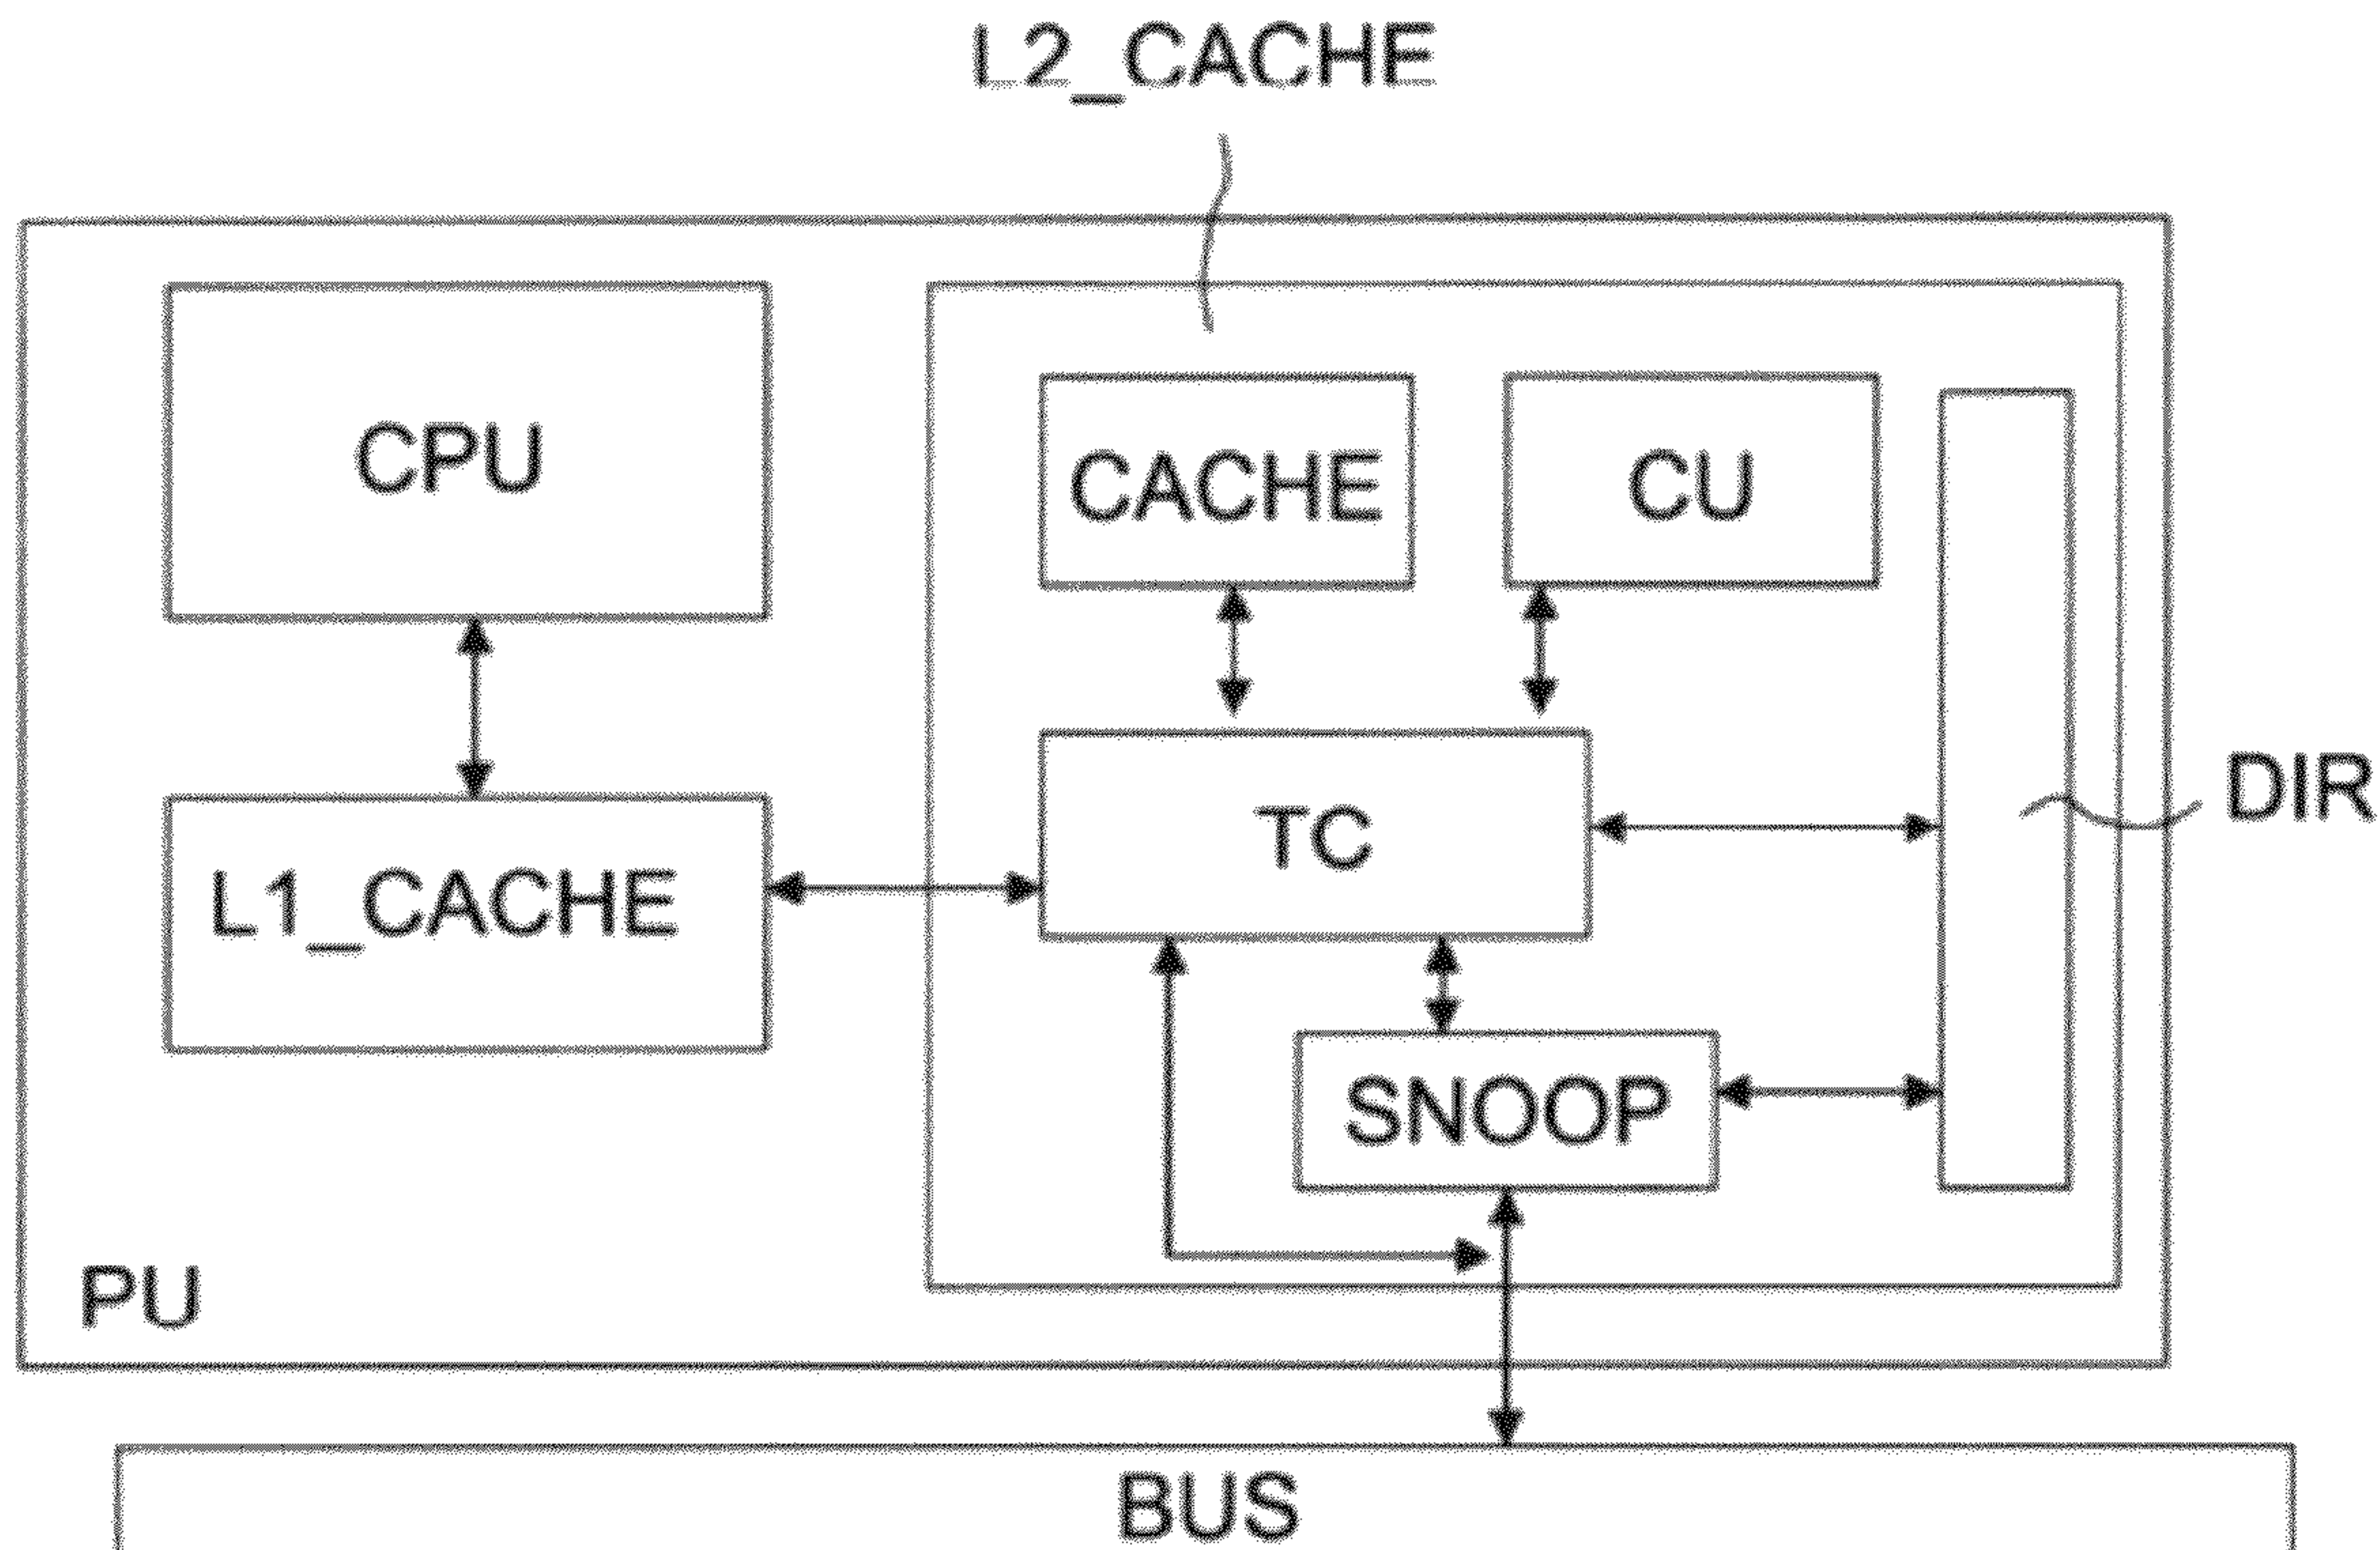 L2_CACHE
CPU
CACHE
CU
TC
DIR
L1_CACHE
SNOOP
PU
BUS